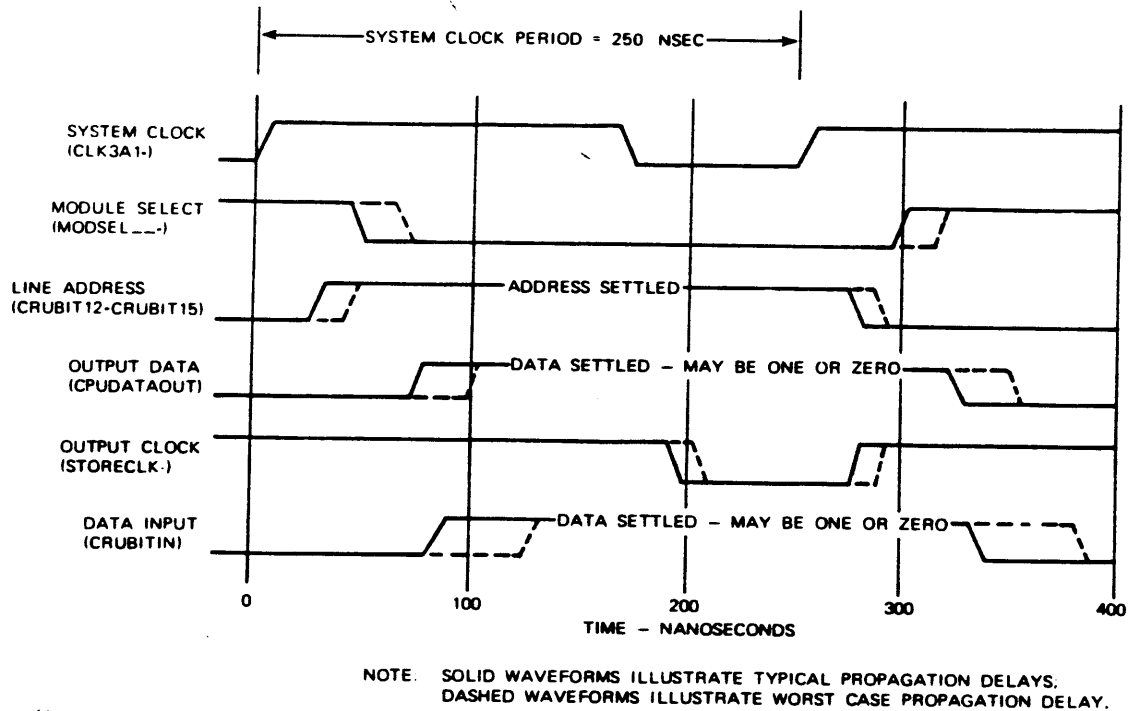 SYSTEM CLOCK PERIOD = 250 NSEC
SYSTEM CLOCK
(CLK3A1-)
MODULE SELECT
(MODSEL__-)
LINE ADDRESS
(CRUBIT12-CRUBIT15)
ADDRESS SETTLED
OUTPUT DATA
(CPUDATAOUT)
DATA SETTLED – MAY BE ONE OR ZERO
OUTPUT CLOCK
(STORECLK-)
DATA INPUT
(CRUBITIN)
DATA SETTLED – MAY BE ONE OR ZERO
0 100 200 300 400
TIME – NANOSECONDS
NOTE: SOLID WAVEFORMS ILLUSTRATE TYPICAL PROPAGATION DELAYS;
DASHED WAVEFORMS ILLUSTRATE WORST CASE PROPAGATION DELAY.